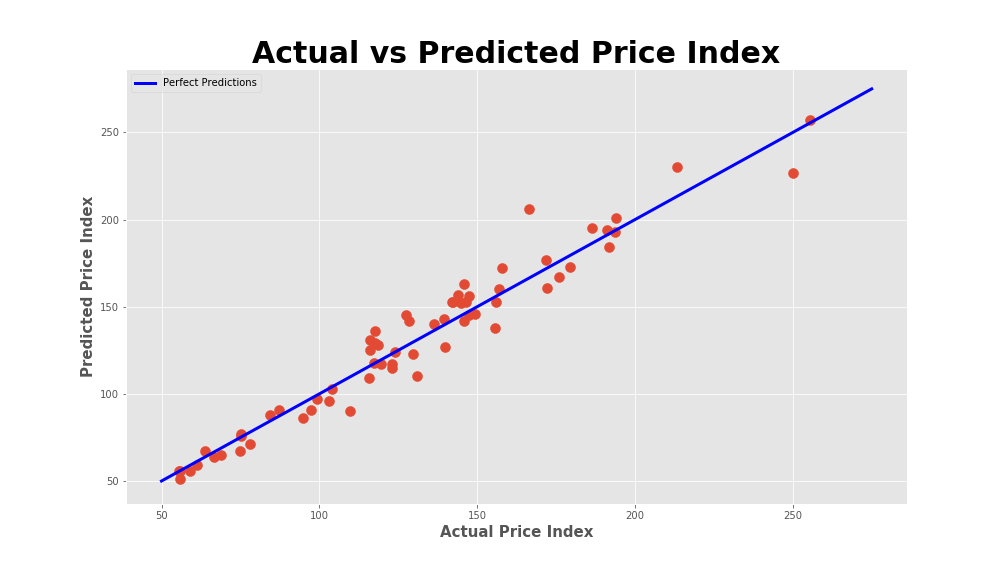 Actual vs Predicted Price Index
Perfect Predictions
Predicted Price Index
250
200
150
100
50
50
100
150
200
250
Actual Price Index